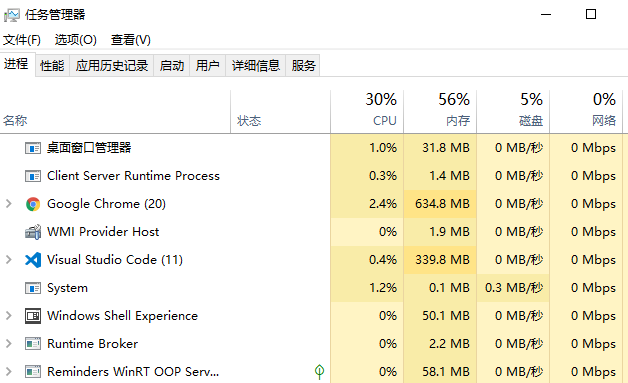 任务管理器
文件(F) 选项(O) 查看(V)
进程 性能 应用历史记录 启动 用户 详细信息 服务
30% 56% 5% 0%
名称 状态 CPU 内存 磁盘 网络
桌面窗口管理器 1.0% 31.8 MB 0 MB/秒 0 Mbps
Client Server Runtime Process 0.3% 1.4 MB 0 MB/秒 0 Mbps
Google Chrome (20) 2.4% 634.8 MB 0 MB/秒 0 Mbps
WMI Provider Host 0% 1.9 MB 0 MB/秒 0 Mbps
Visual Studio Code (11) 0.4% 339.8 MB 0 MB/秒 0 Mbps
System 1.2% 0.1 MB 0.3 MB/秒 0 Mbps
Windows Shell Experience 0% 50.1 MB 0 MB/秒 0 Mbps
Runtime Broker 0% 2.2 MB 0 MB/秒 0 Mbps
Reminders WinRT OOP Serv... 0% 58.1 MB 0 MB/秒 0 Mbps